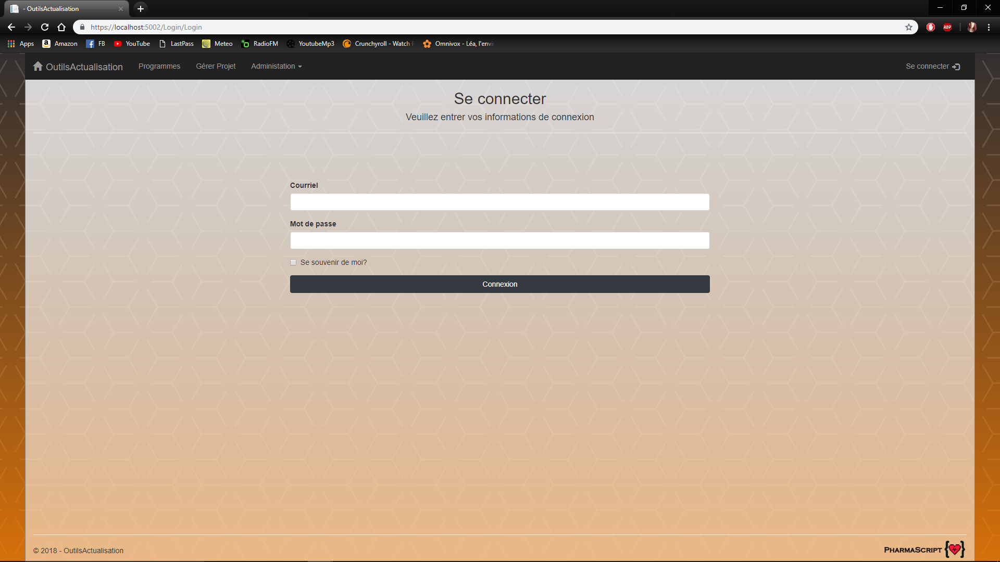 - OutilsActualisation
https://localhost:5002/Login/Login
ABP
Apps Amazon FB YouTube LastPass Meteo RadioFM YoutubeMp3 Crunchyroll - Watch Omnivox - Léa, l'envi
OutilsActualisation Programmes Gérer Projet Administation Se connecter
Se connecter
Veuillez entrer vos informations de connexion
Courriel
Mot de passe
Se souvenir de moi?
Connexion
© 2018 - OutilsActualisation
PharmaScript